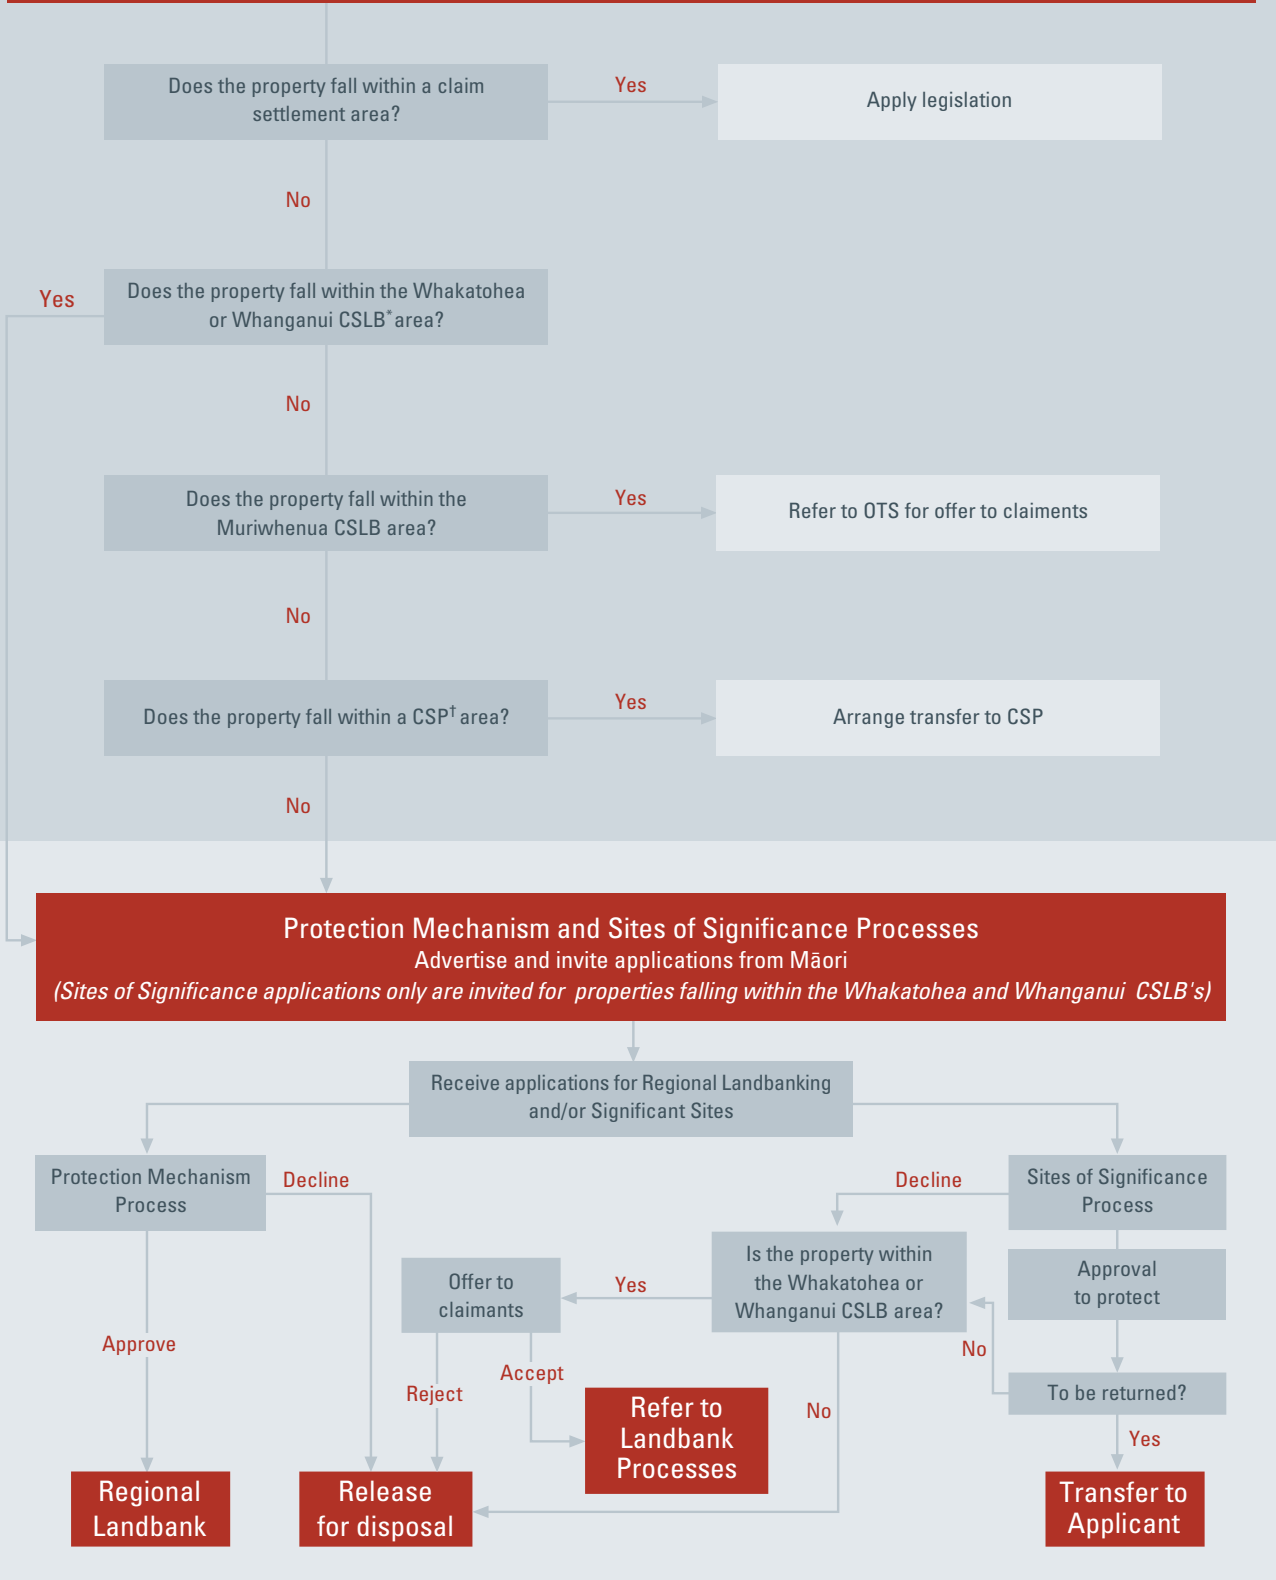 Does the property fall within a claim
settlement area?
Yes
Apply legislation
No
Yes
Does the property fall within the Whakatohea
or Whanganui CSLB* area?
No
Does the property fall within the
Muriwhenua CSLB area?
Yes
Refer to OTS for offer to claiments
No
Does the property fall within a CSP† area?
Yes
Arrange transfer to CSP
No
Protection Mechanism and Sites of Significance Processes
Advertise and invite applications from Māori
(Sites of Significance applications only are invited for properties falling within the Whakatohea and Whanganui CSLB's)
Receive applications for Regional Landbanking
and/or Significant Sites
Protection Mechanism
Process
Decline
Decline
Sites of Significance
Process
Offer to
claimants
Yes
Is the property within
the Whakatohea or
Whanganui CSLB area?
Approval
to protect
Approve
Reject
Accept
No
No
To be returned?
Yes
Refer to
Landbank
Processes
Regional
Landbank
Release
for disposal
Transfer to
Applicant